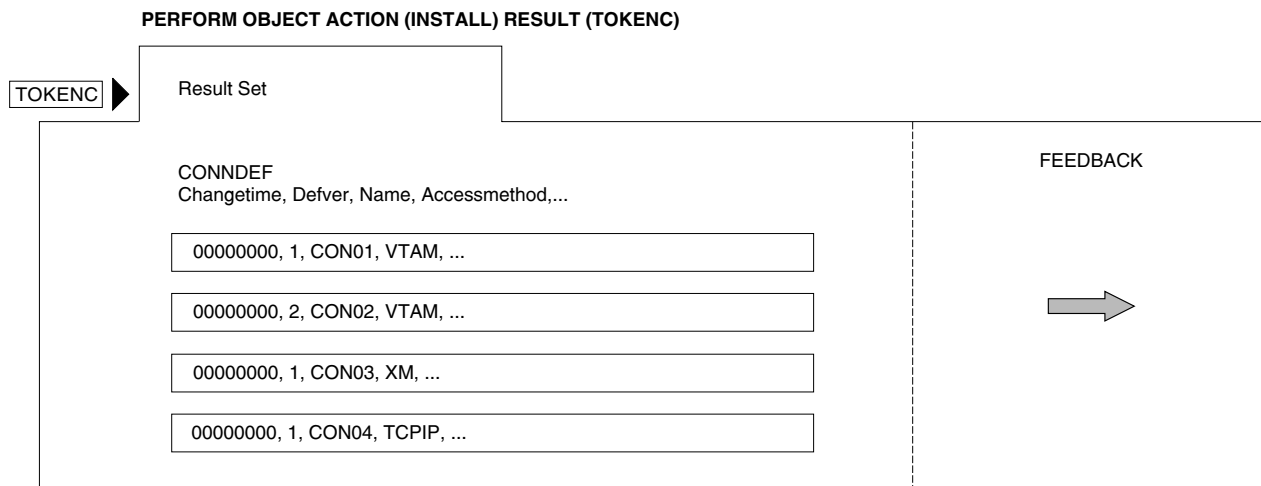 PERFORM OBJECT ACTION (INSTALL) RESULT (TOKENC)
TOKENC
Result Set
CONNDEF
Changetime, Defver, Name, Accessmethod,...
00000000, 1, CON01, VTAM, ...
00000000, 2, CON02, VTAM, ...
00000000, 1, CON03, XM, ...
00000000, 1, CON04, TCPIP, ...
FEEDBACK